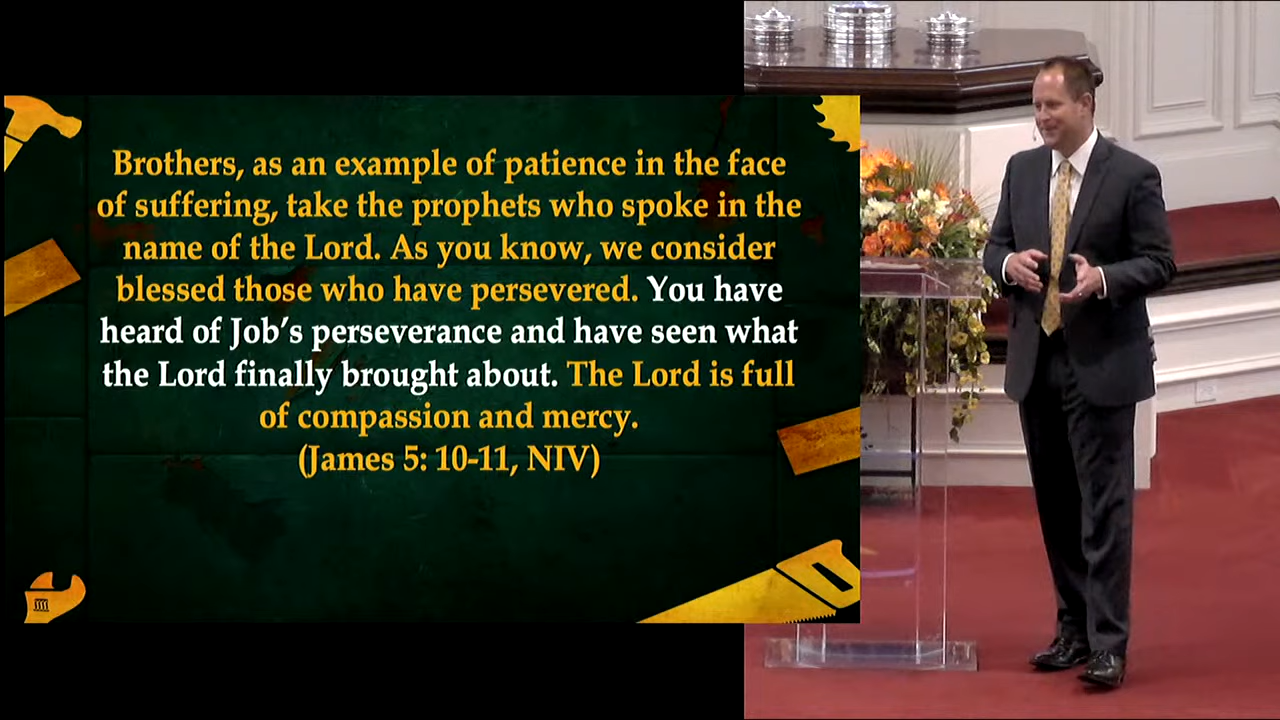 Brothers, as an example of patience in the face
of suffering, take the prophets who spoke in the
name of the Lord. As you know, we consider
blessed those who have persevered. You have
heard of Job’s perseverance and have seen what
the Lord finally brought about. The Lord is full
of compassion and mercy.
(James 5: 10-11, NIV)